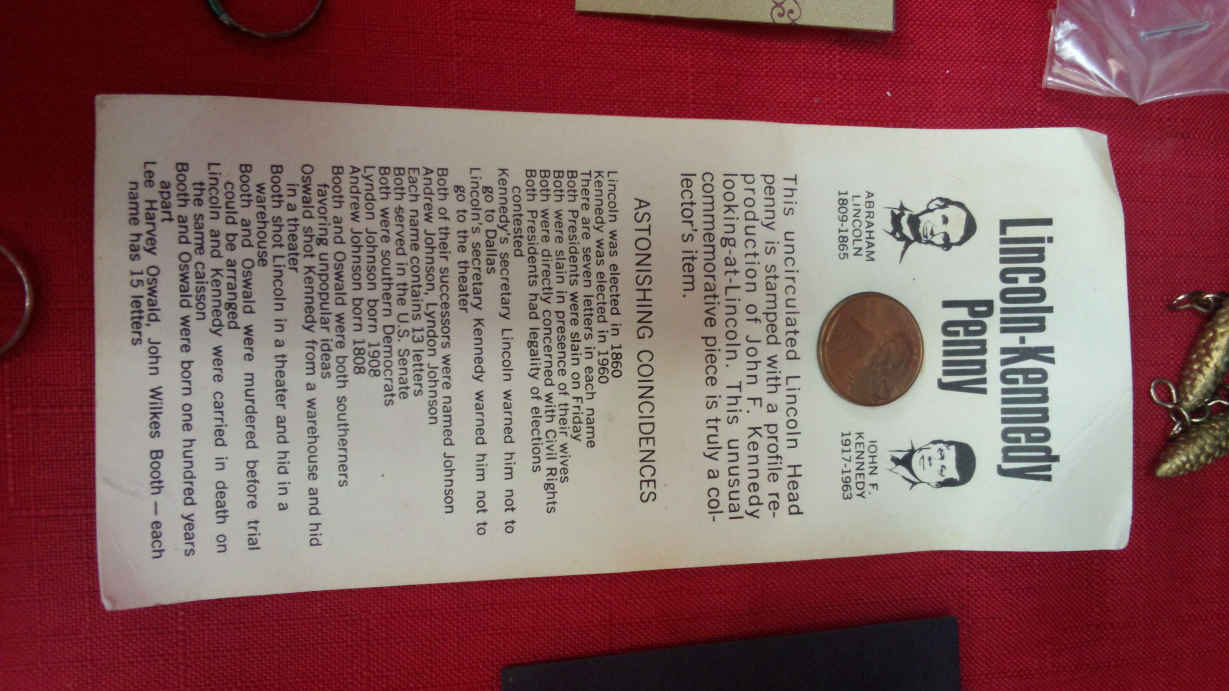 Lincoln-Kennedy
Penny
ABRAHAM
LINCOLN
1809-1865
JOHN F.
KENNEDY
1917-1963
This uncirculated Lincoln Head
penny is stamped with a profile re-
production of John F. Kennedy
looking-at-Lincoln. This unusual
commemorative piece is truly a col-
lector's item.
ASTONISHING COINCIDENCES
Lincoln was elected in 1860
Kennedy was elected in 1960
There are seven letters in each name
Both Presidents were slain on Friday
Both were slain in presence of their wives
Both were directly concerned with Civil Rights
Both Presidents had legality of elections
contested
Kennedy's secretary Lincoln warned him not to
go to Dallas
Lincoln's secretary Kennedy warned him not to
go to the theater
Both of their successors were named Johnson
Andrew Johnson, Lyndon Johnson
Each name contains 13 letters
Both served in the U.S. Senate
Both were southern Democrats
Lyndon Johnson born 1908
Andrew Johnson born 1808
Booth and Oswald were both southerners
favoring unpopular ideas
Oswald shot Kennedy from a warehouse and hid
in a theater
Booth shot Lincoln in a theater and hid in a
warehouse
Booth and Oswald were murdered before trial
could be arranged
Lincoln and Kennedy were carried in death on
the same caisson
Booth and Oswald were born one hundred years
apart
Lee Harvey Oswald, John Wilkes Booth — each
name has 15 letters